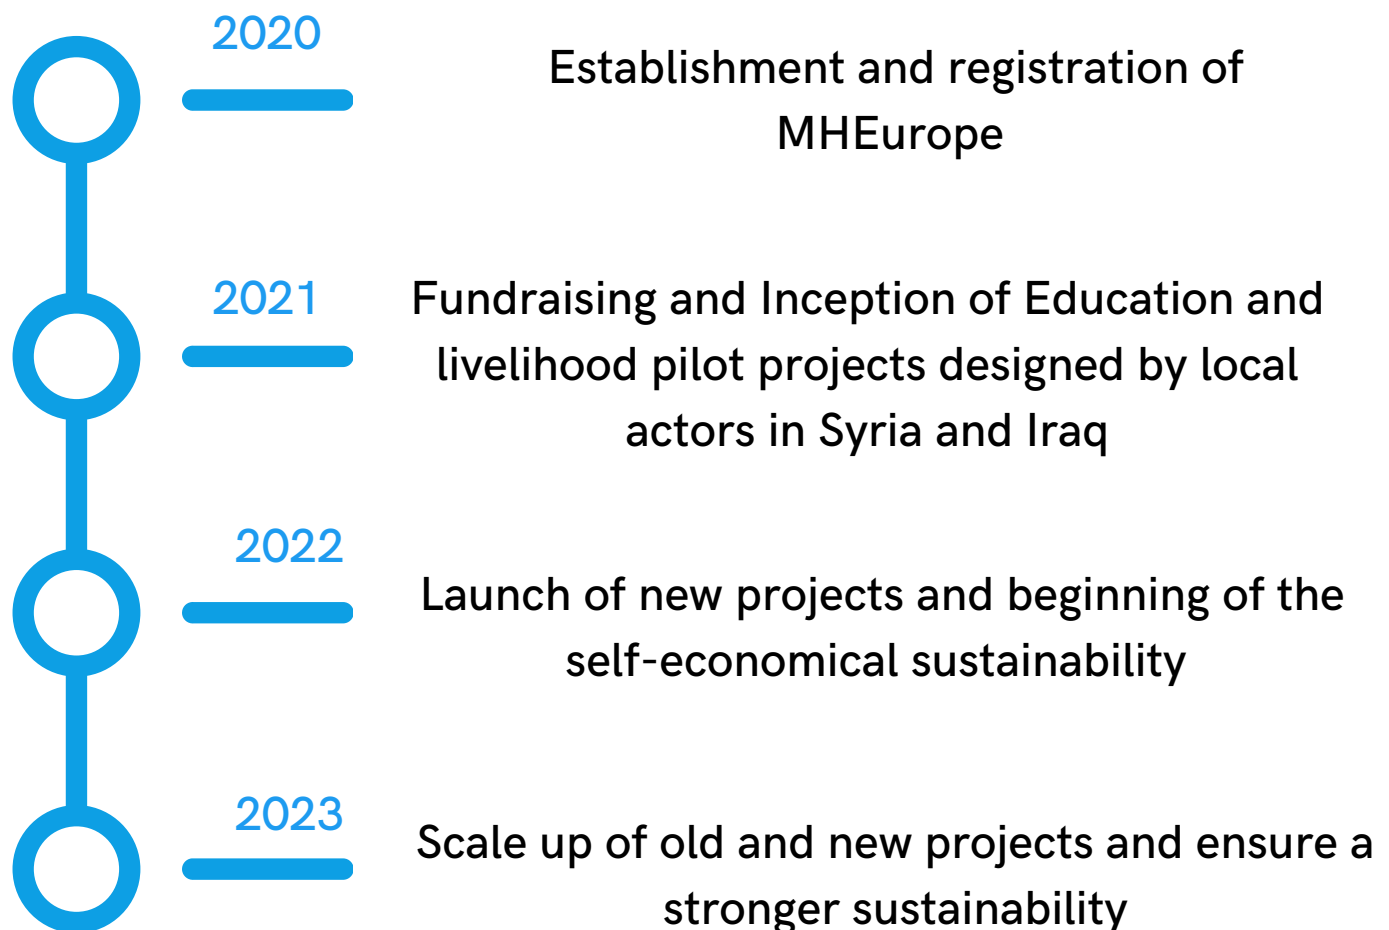 2020
Establishment and registration of
MHEurope
2021
Fundraising and Inception of Education and
livelihood pilot projects designed by local
actors in Syria and Iraq
2022
Launch of new projects and beginning of the
self-economical sustainability
2023
Scale up of old and new projects and ensure a
stronger sustainability